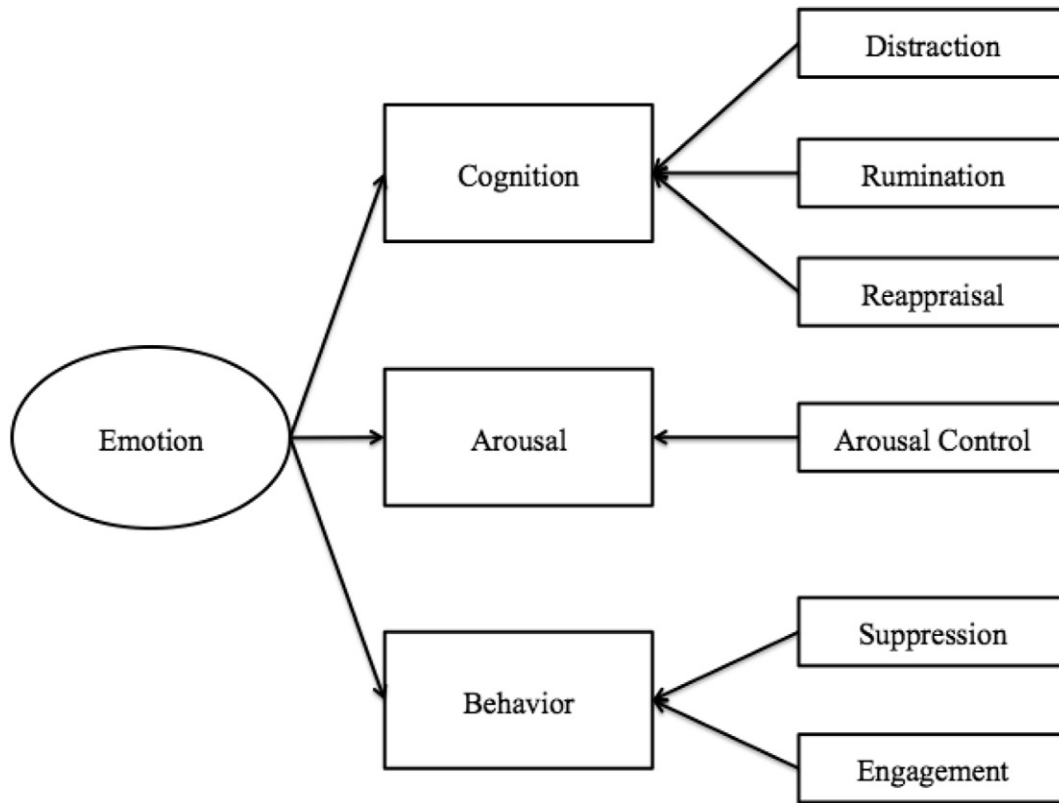 Distraction
Cognition
Rumination
Reappraisal
Emotion
Arousal
Arousal Control
Suppression
Behavior
Engagement